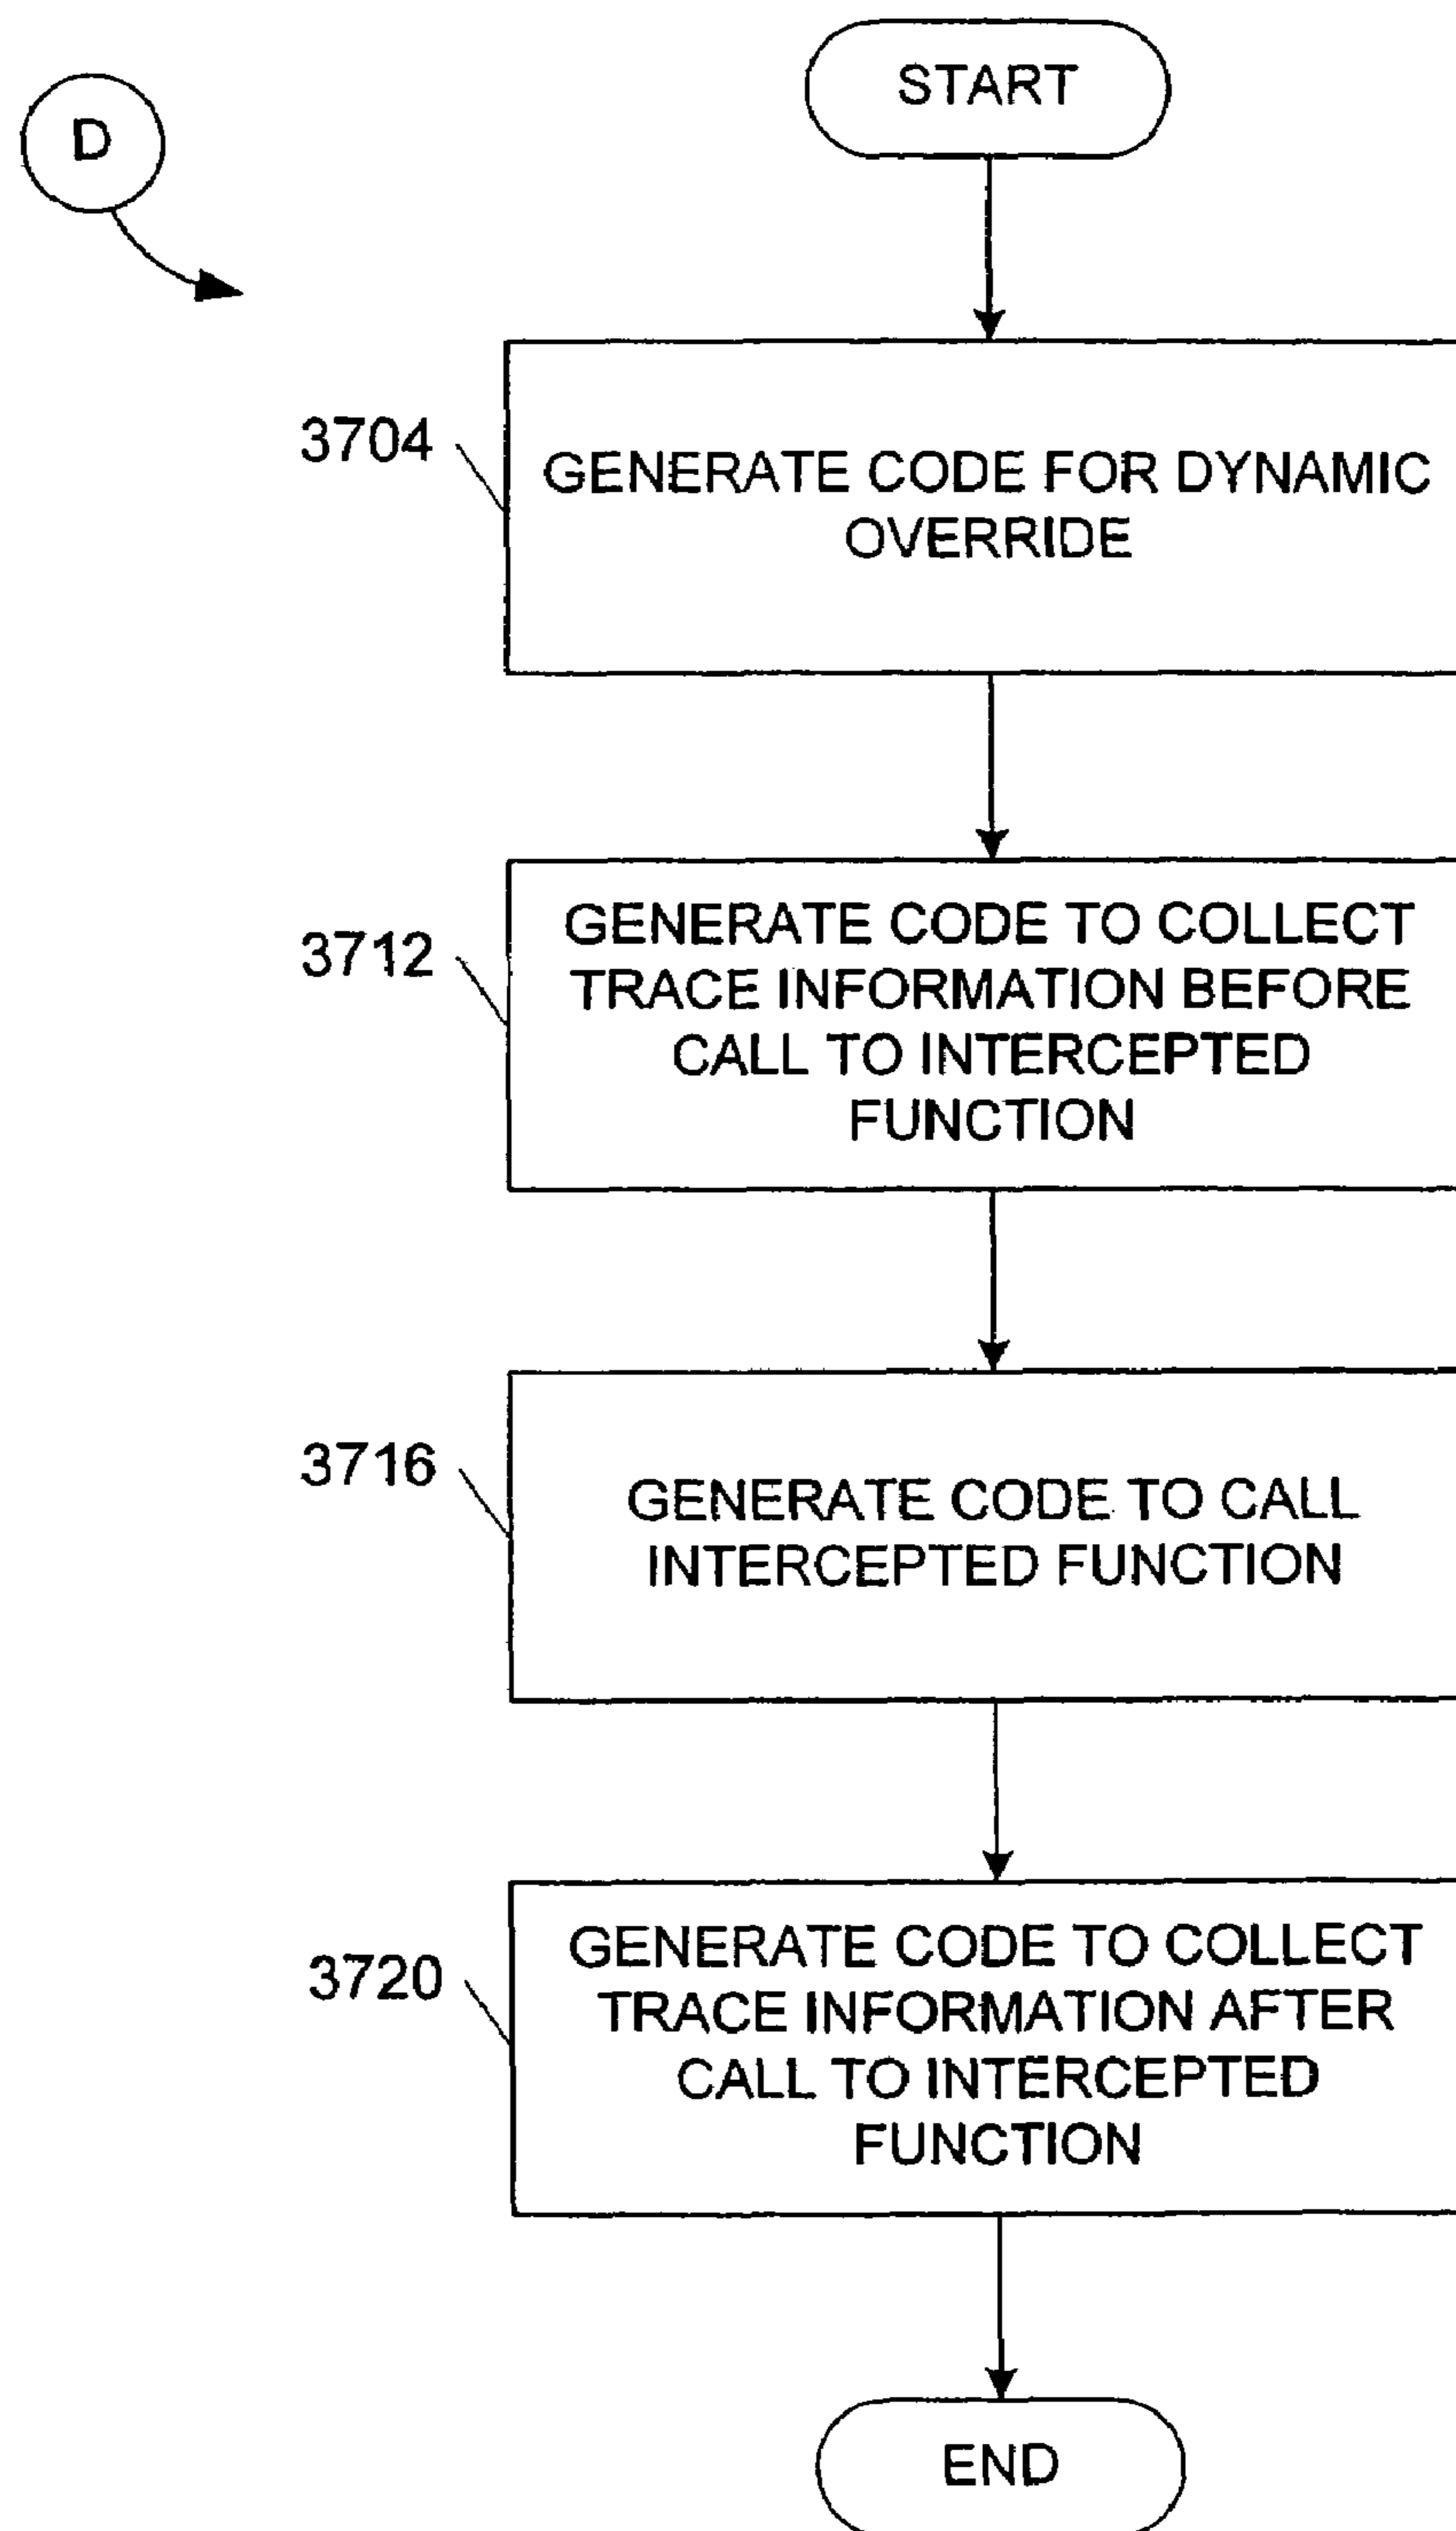 START
D
3704
GENERATE CODE FOR DYNAMIC
OVERRIDE
3712
GENERATE CODE TO COLLECT
TRACE INFORMATION BEFORE
CALL TO INTERCEPTED
FUNCTION
3716
GENERATE CODE TO CALL
INTERCEPTED FUNCTION
3720
GENERATE CODE TO COLLECT
TRACE INFORMATION AFTER
CALL TO INTERCEPTED
FUNCTION
END